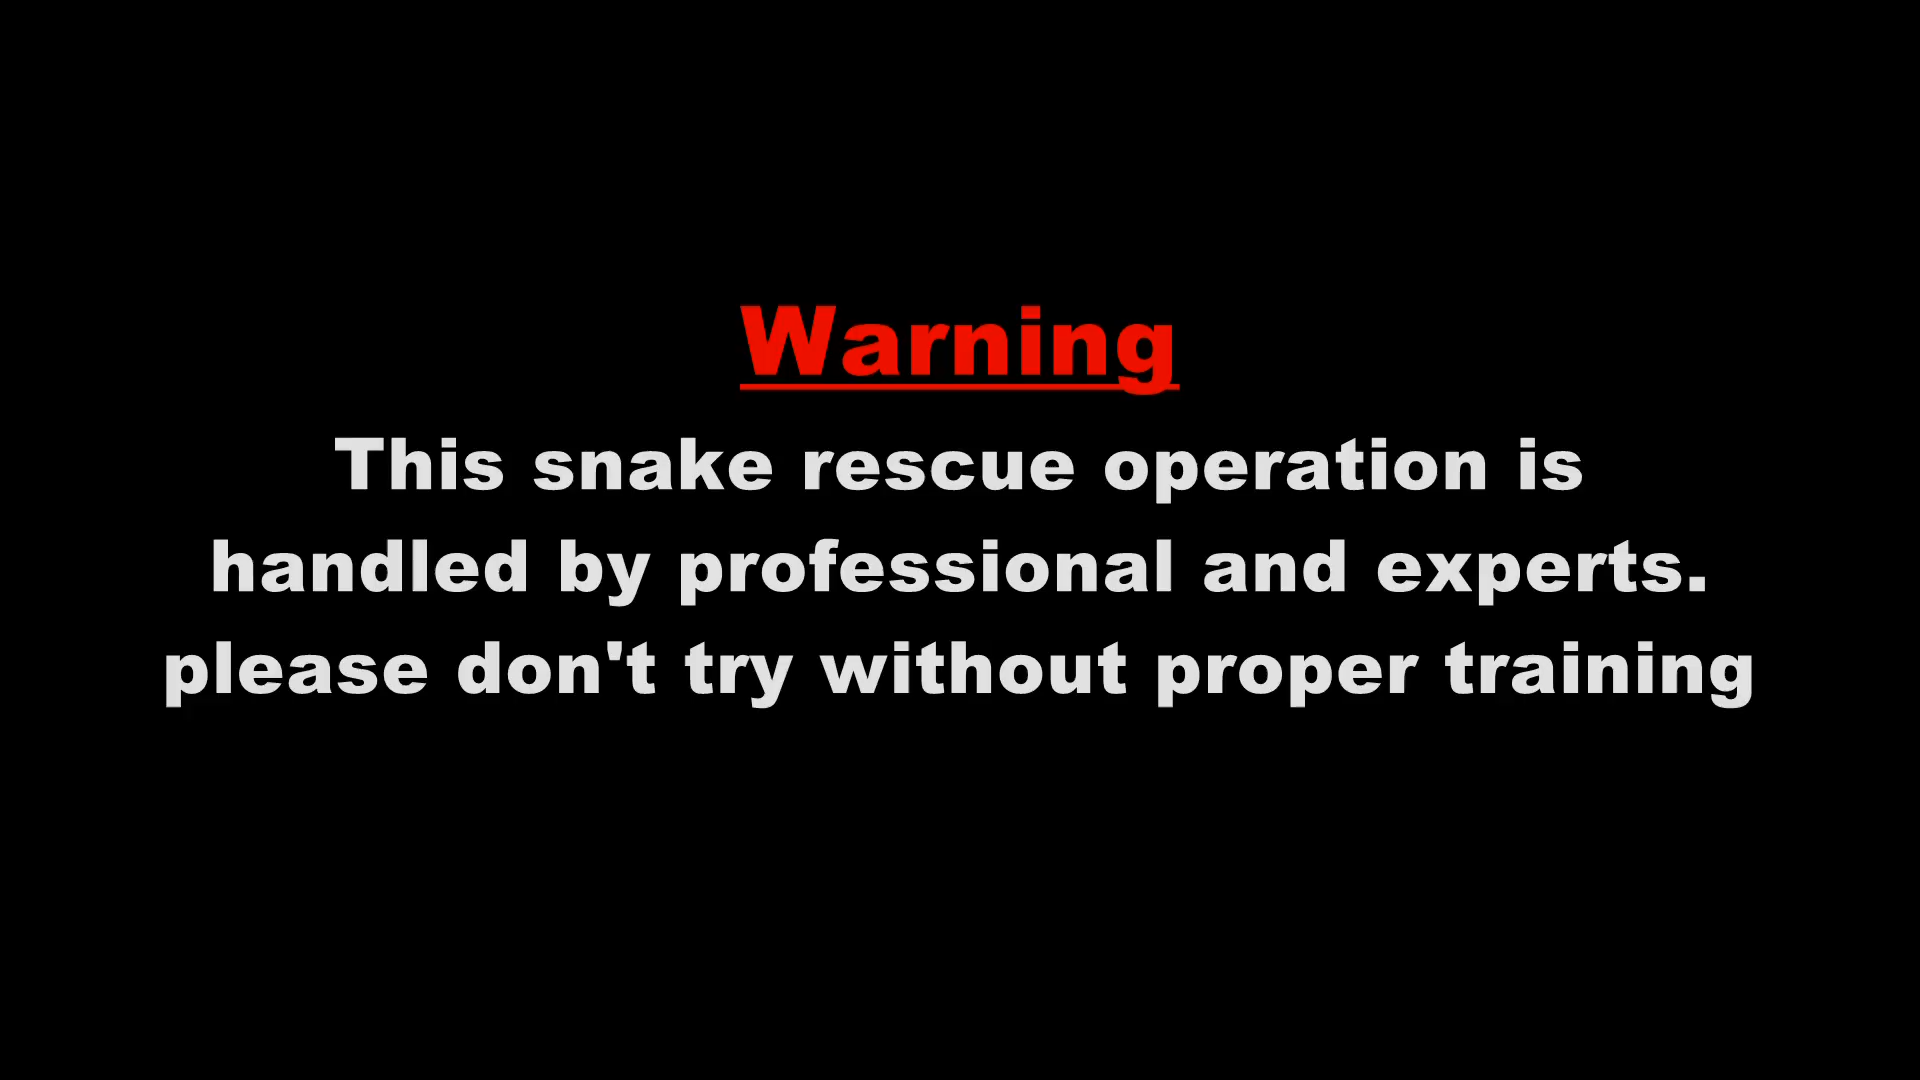 Warning
This snake rescue operation is
handled by professional and experts.
please don't try without proper training